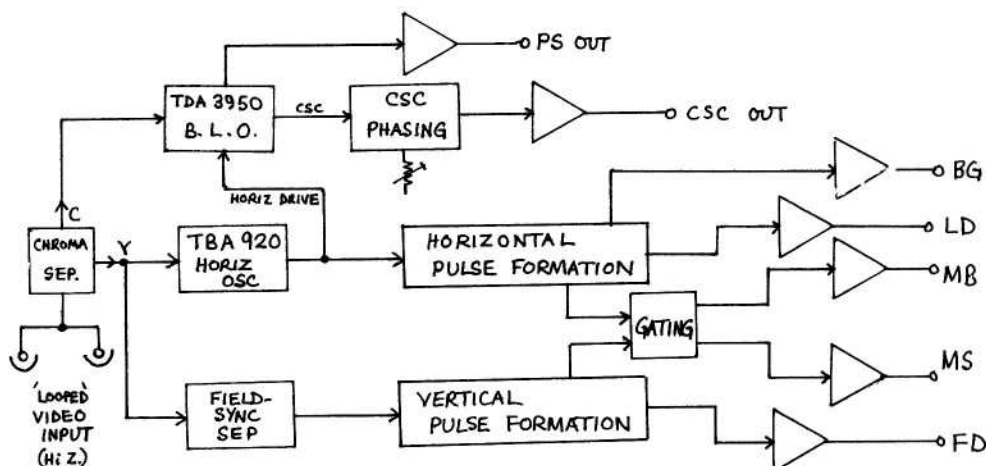 PS OUT
TDA 3950
B. L. O.
CSC
CSC
PHASING
CSC OUT
HORIZ DRIVE
BG
C
CHROMA
SEP.
Y
TBA 920
HORIZ
OSC
HORIZONTAL
PULSE FORMATION
LD
MB
GATING
MS
'LOOPED'
VIDEO
INPUT
(Hi Z.)
FIELD-
SYNC
SEP
VERTICAL
PULSE FORMATION
FD